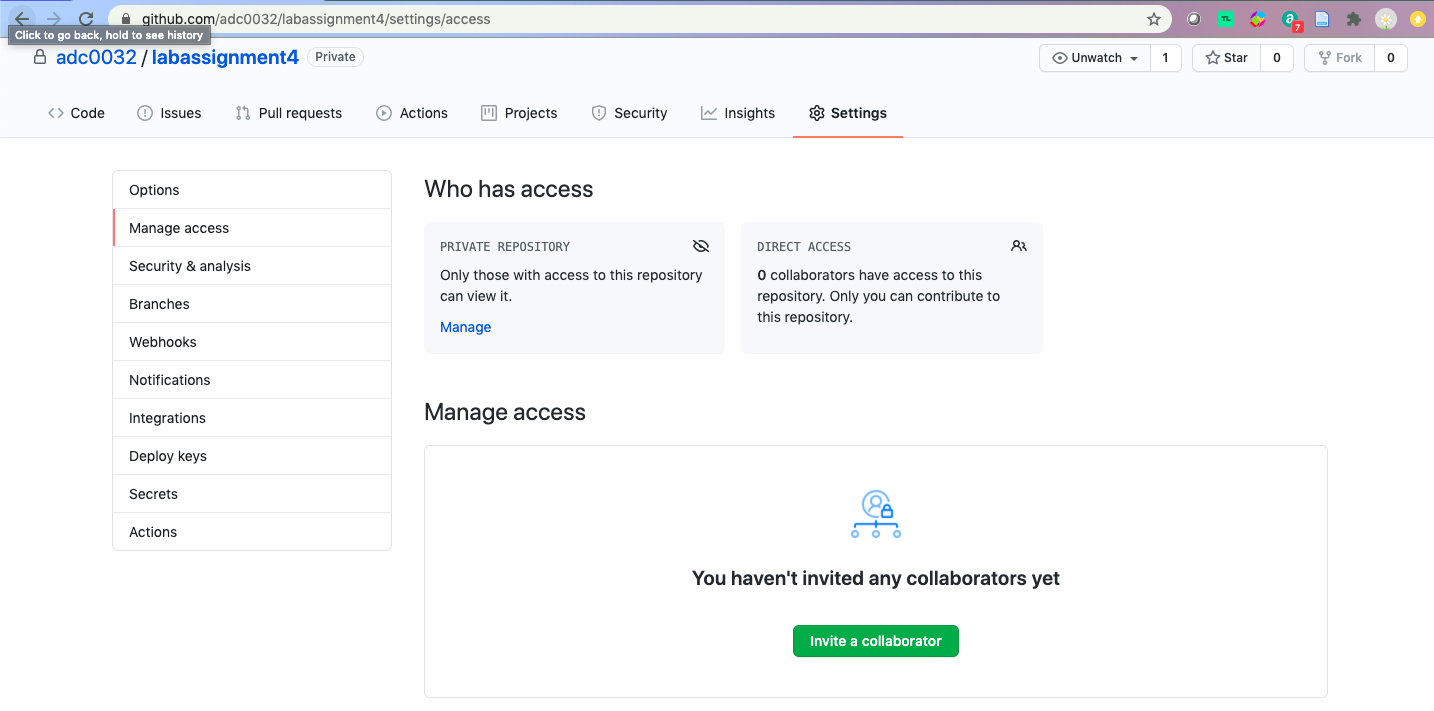 github.com/adc0032/labassignment4/settings/access
TL
a
7
Click to go back, hold to see history
adc0032 / labassignment4 Private
Unwatch 1 Star 0 Fork 0
Code Issues Pull requests Actions Projects Security Insights Settings
Options
Manage access
Security & analysis
Branches
Webhooks
Notifications
Integrations
Deploy keys
Secrets
Actions
Who has access
PRIVATE REPOSITORY
Only those with access to this repository
can view it.
Manage
DIRECT ACCESS
0 collaborators have access to this
repository. Only you can contribute to
this repository.
Manage access
You haven't invited any collaborators yet
Invite a collaborator